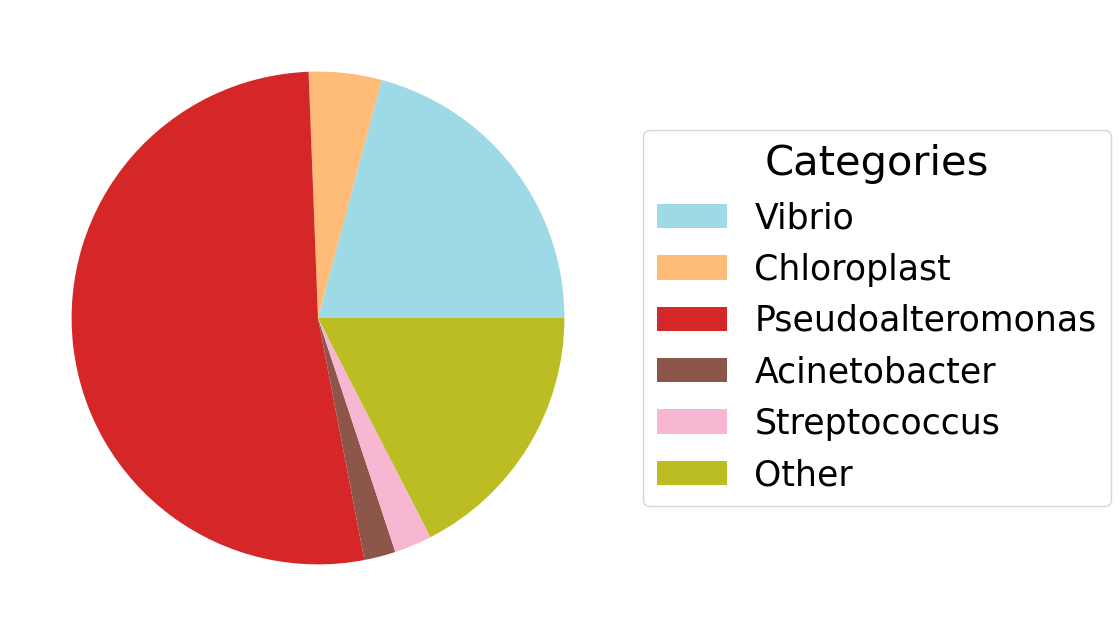 Categories
Vibrio
Chloroplast
Pseudoalteromonas
Acinetobacter
Streptococcus
Other